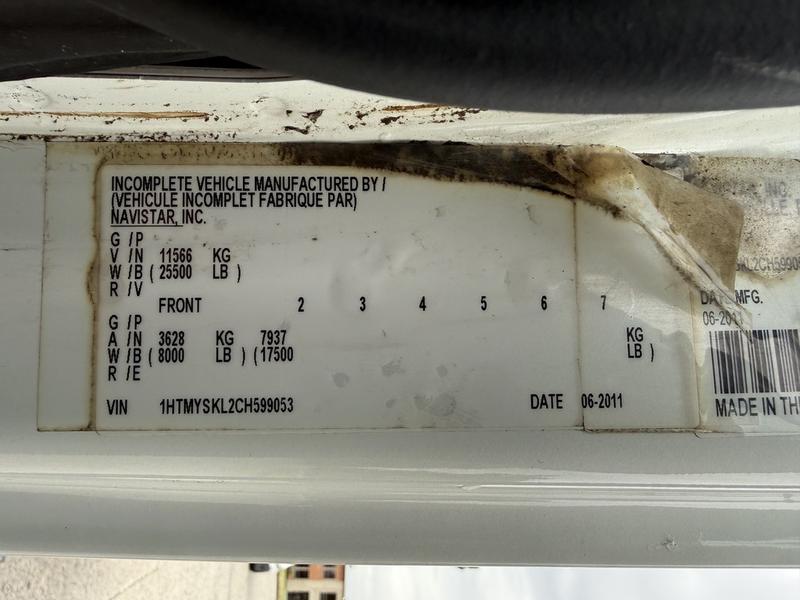 INCOMPLETE VEHICLE MANUFACTURED BY /
(VEHICULE INCOMPLET FABRIQUE PAR)
NAVISTAR, INC.
G /P
V /N 11566 KG
W /B ( 25500 LB )
R /V
FRONT 2 3 4 5 6 7
G /P
A /N 3628 KG 7937 KG
W /B ( 8000 LB ) ( 17500 LB )
R /E
VIN 1HTMYSKL2CH599053 DATE 06-2011
INC.
KL2CH59905
DATE MFG.
06-2011
MADE IN TH